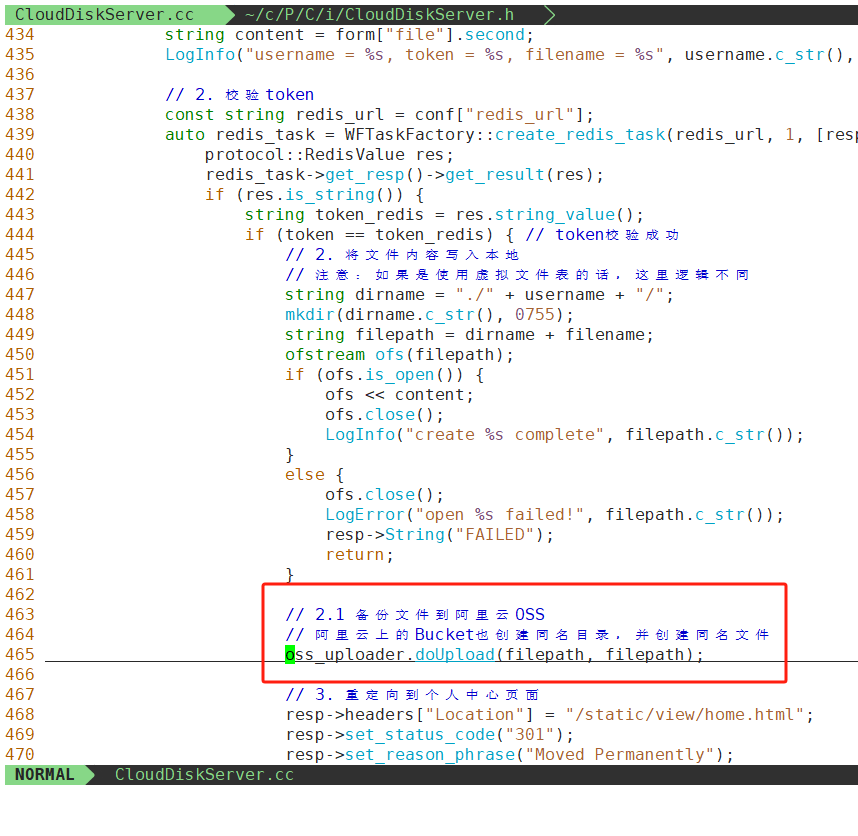 CloudDiskServer.cc ~/c/P/C/i/CloudDiskServer.h
434 string content = form["file"].second;
435 LogInfo("username = %s, token = %s, filename = %s", username.c_str(),
436
437 // 2. 校验token
438 const string redis_url = conf["redis_url"];
439 auto redis_task = WFTaskFactory::create_redis_task(redis_url, 1, [resp
440 protocol::RedisValue res;
441 redis_task->get_resp()->get_result(res);
442 if (res.is_string()) {
443 string token_redis = res.string_value();
444 if (token == token_redis) { // token校验成功
445 // 2. 将文件内容写入本地
446 // 注意：如果是使用虚拟文件表的话，这里逻辑不同
447 string dirname = "./" + username + "/";
448 mkdir(dirname.c_str(), 0755);
449 string filepath = dirname + filename;
450 ofstream ofs(filepath);
451 if (ofs.is_open()) {
452 ofs << content;
453 ofs.close();
454 LogInfo("create %s complete", filepath.c_str());
455 }
456 else {
457 ofs.close();
458 LogError("open %s failed!", filepath.c_str());
459 resp->String("FAILED");
460 return;
461 }
462
463 // 2.1 备份文件到阿里云OSS
464 // 阿里云上的Bucket也创建同名目录，并创建同名文件
465 oss_uploader.doUpload(filepath, filepath);
466
467 // 3. 重定向到个人中心页面
468 resp->headers["Location"] = "/static/view/home.html";
469 resp->set_status_code("301");
470 resp->set_reason_phrase("Moved Permanently");
NORMAL CloudDiskServer.cc